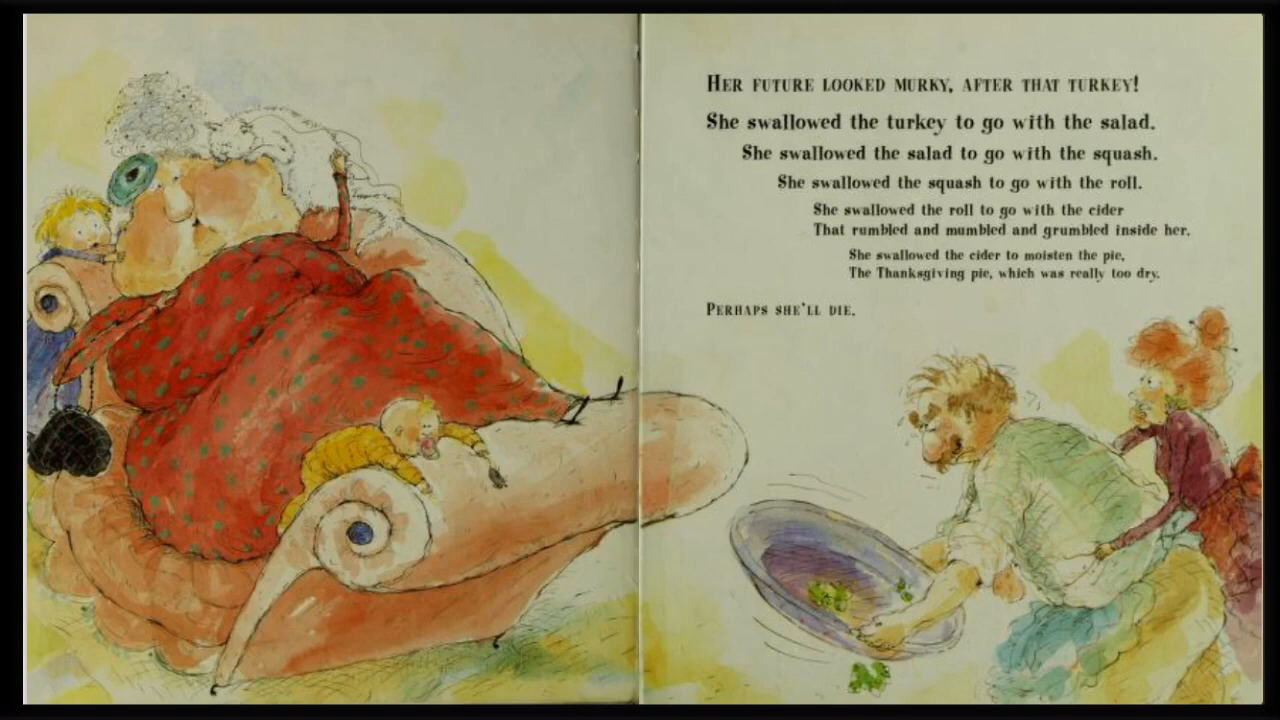 HER FUTURE LOOKED MURKY, AFTER THAT TURKEY!
She swallowed the turkey to go with the salad.
She swallowed the salad to go with the squash.
She swallowed the squash to go with the roll.
She swallowed the roll to go with the cider
That rumbled and mumbled and grumbled inside her.
She swallowed the cider to moisten the pie,
The Thanksgiving pie, which was really too dry.
PERHAPS SHE'LL DIE.